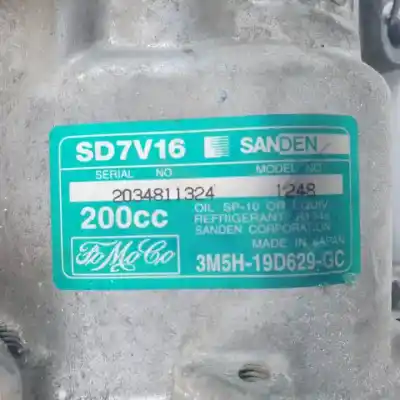 SD7V16 SANDEN
SERIAL NO MODEL NO
2034811324 1248
200cc
OIL SP-10 OR EQUIV
REFRIGERANT R134a
SANDEN CORPORATION
MADE IN JAPAN
FoMoCo
3M5H-19D629-GC